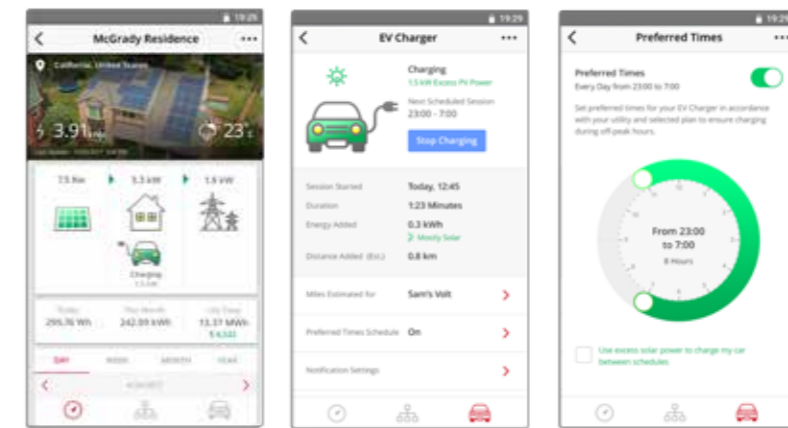 19:29
McGrady Residence
California, United States
3.91 kW
23°c
7.5 kw
3.3 kW
1.5 kW
Charging
1.5 kW
Today
This Month
Life Time
295.76 Wh
242.09 kWh
13.37 MWh
DAY
WEEK
MONTH
YEAR
19:29
EV Charger
Charging
1.5 kW Excess PV Power
Next Scheduled Session
23:00 - 7:00
Stop Charging
Session Started
Today, 12:45
Duration
1:23 Minutes
Energy Added
0.3 kWh
Mostly Solar
Distance Added (Est.)
0.8 km
Miles Estimated for
Sam's Volt
Preferred Times Schedule
On
Notification Settings
19:29
Preferred Times
Preferred Times
Every Day from 23:00 to 7:00
Set preferred times for your EV Charger in accordance
with your utility and selected plan to ensure charging
during off-peak hours.
From 23:00
to 7:00
8 Hours
Use excess solar power to charge my car
between schedules